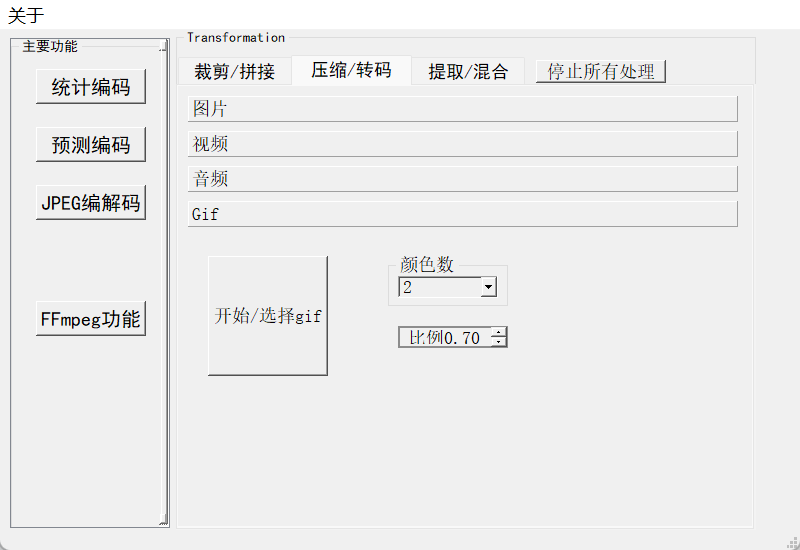 关于
主要功能
统计编码
预测编码
JPEG编解码
FFmpeg功能
Transformation
裁剪/拼接
压缩/转码
提取/混合
停止所有处理
图片
视频
音频
Gif
开始/选择gif
颜色数
2
比例0.70